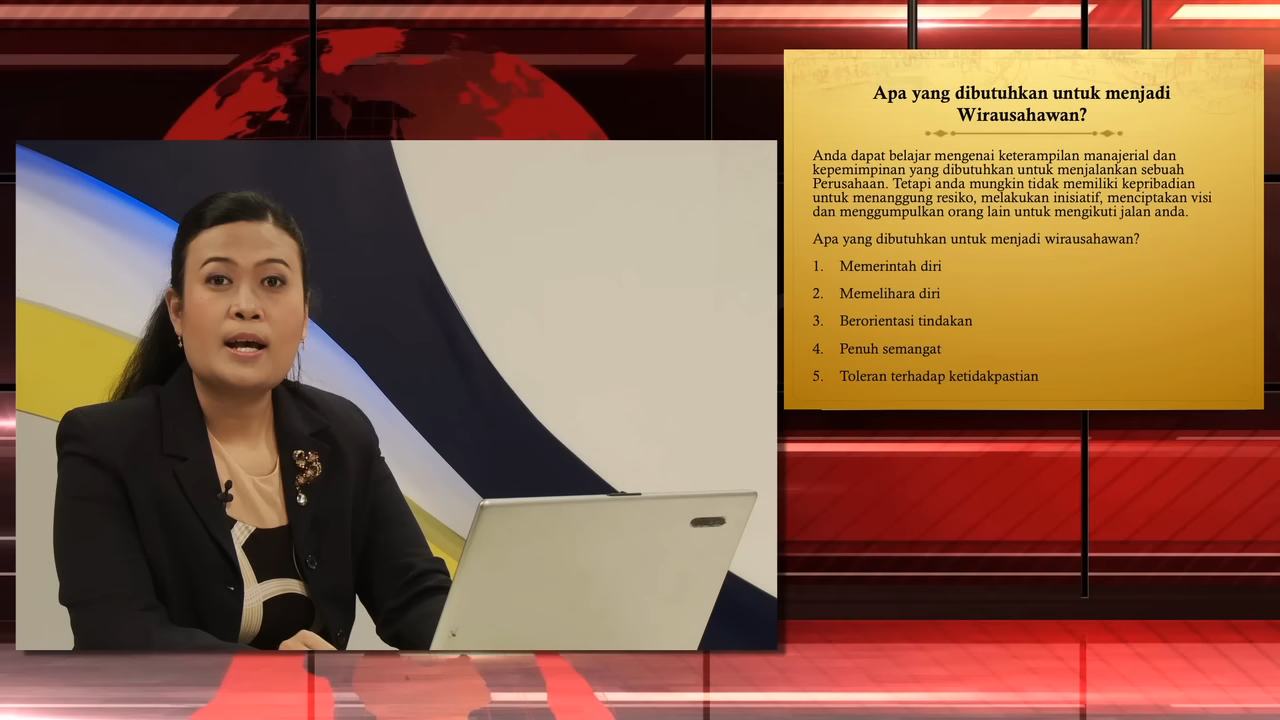 Apa yang dibutuhkan untuk menjadi
Wirausahawan?
Anda dapat belajar mengenai keterampilan manajerial dan
kepemimpinan yang dibutuhkan untuk menjalankan sebuah
Perusahaan. Tetapi anda mungkin tidak memiliki kepribadian
untuk menanggung resiko, melakukan inisiatif, menciptakan visi
dan menggumpulkan orang lain untuk mengikuti jalan anda.
Apa yang dibutuhkan untuk menjadi wirausahawan?
1. Memerintah diri
2. Memelihara diri
3. Berorientasi tindakan
4. Penuh semangat
5. Toleran terhadap ketidakpastian